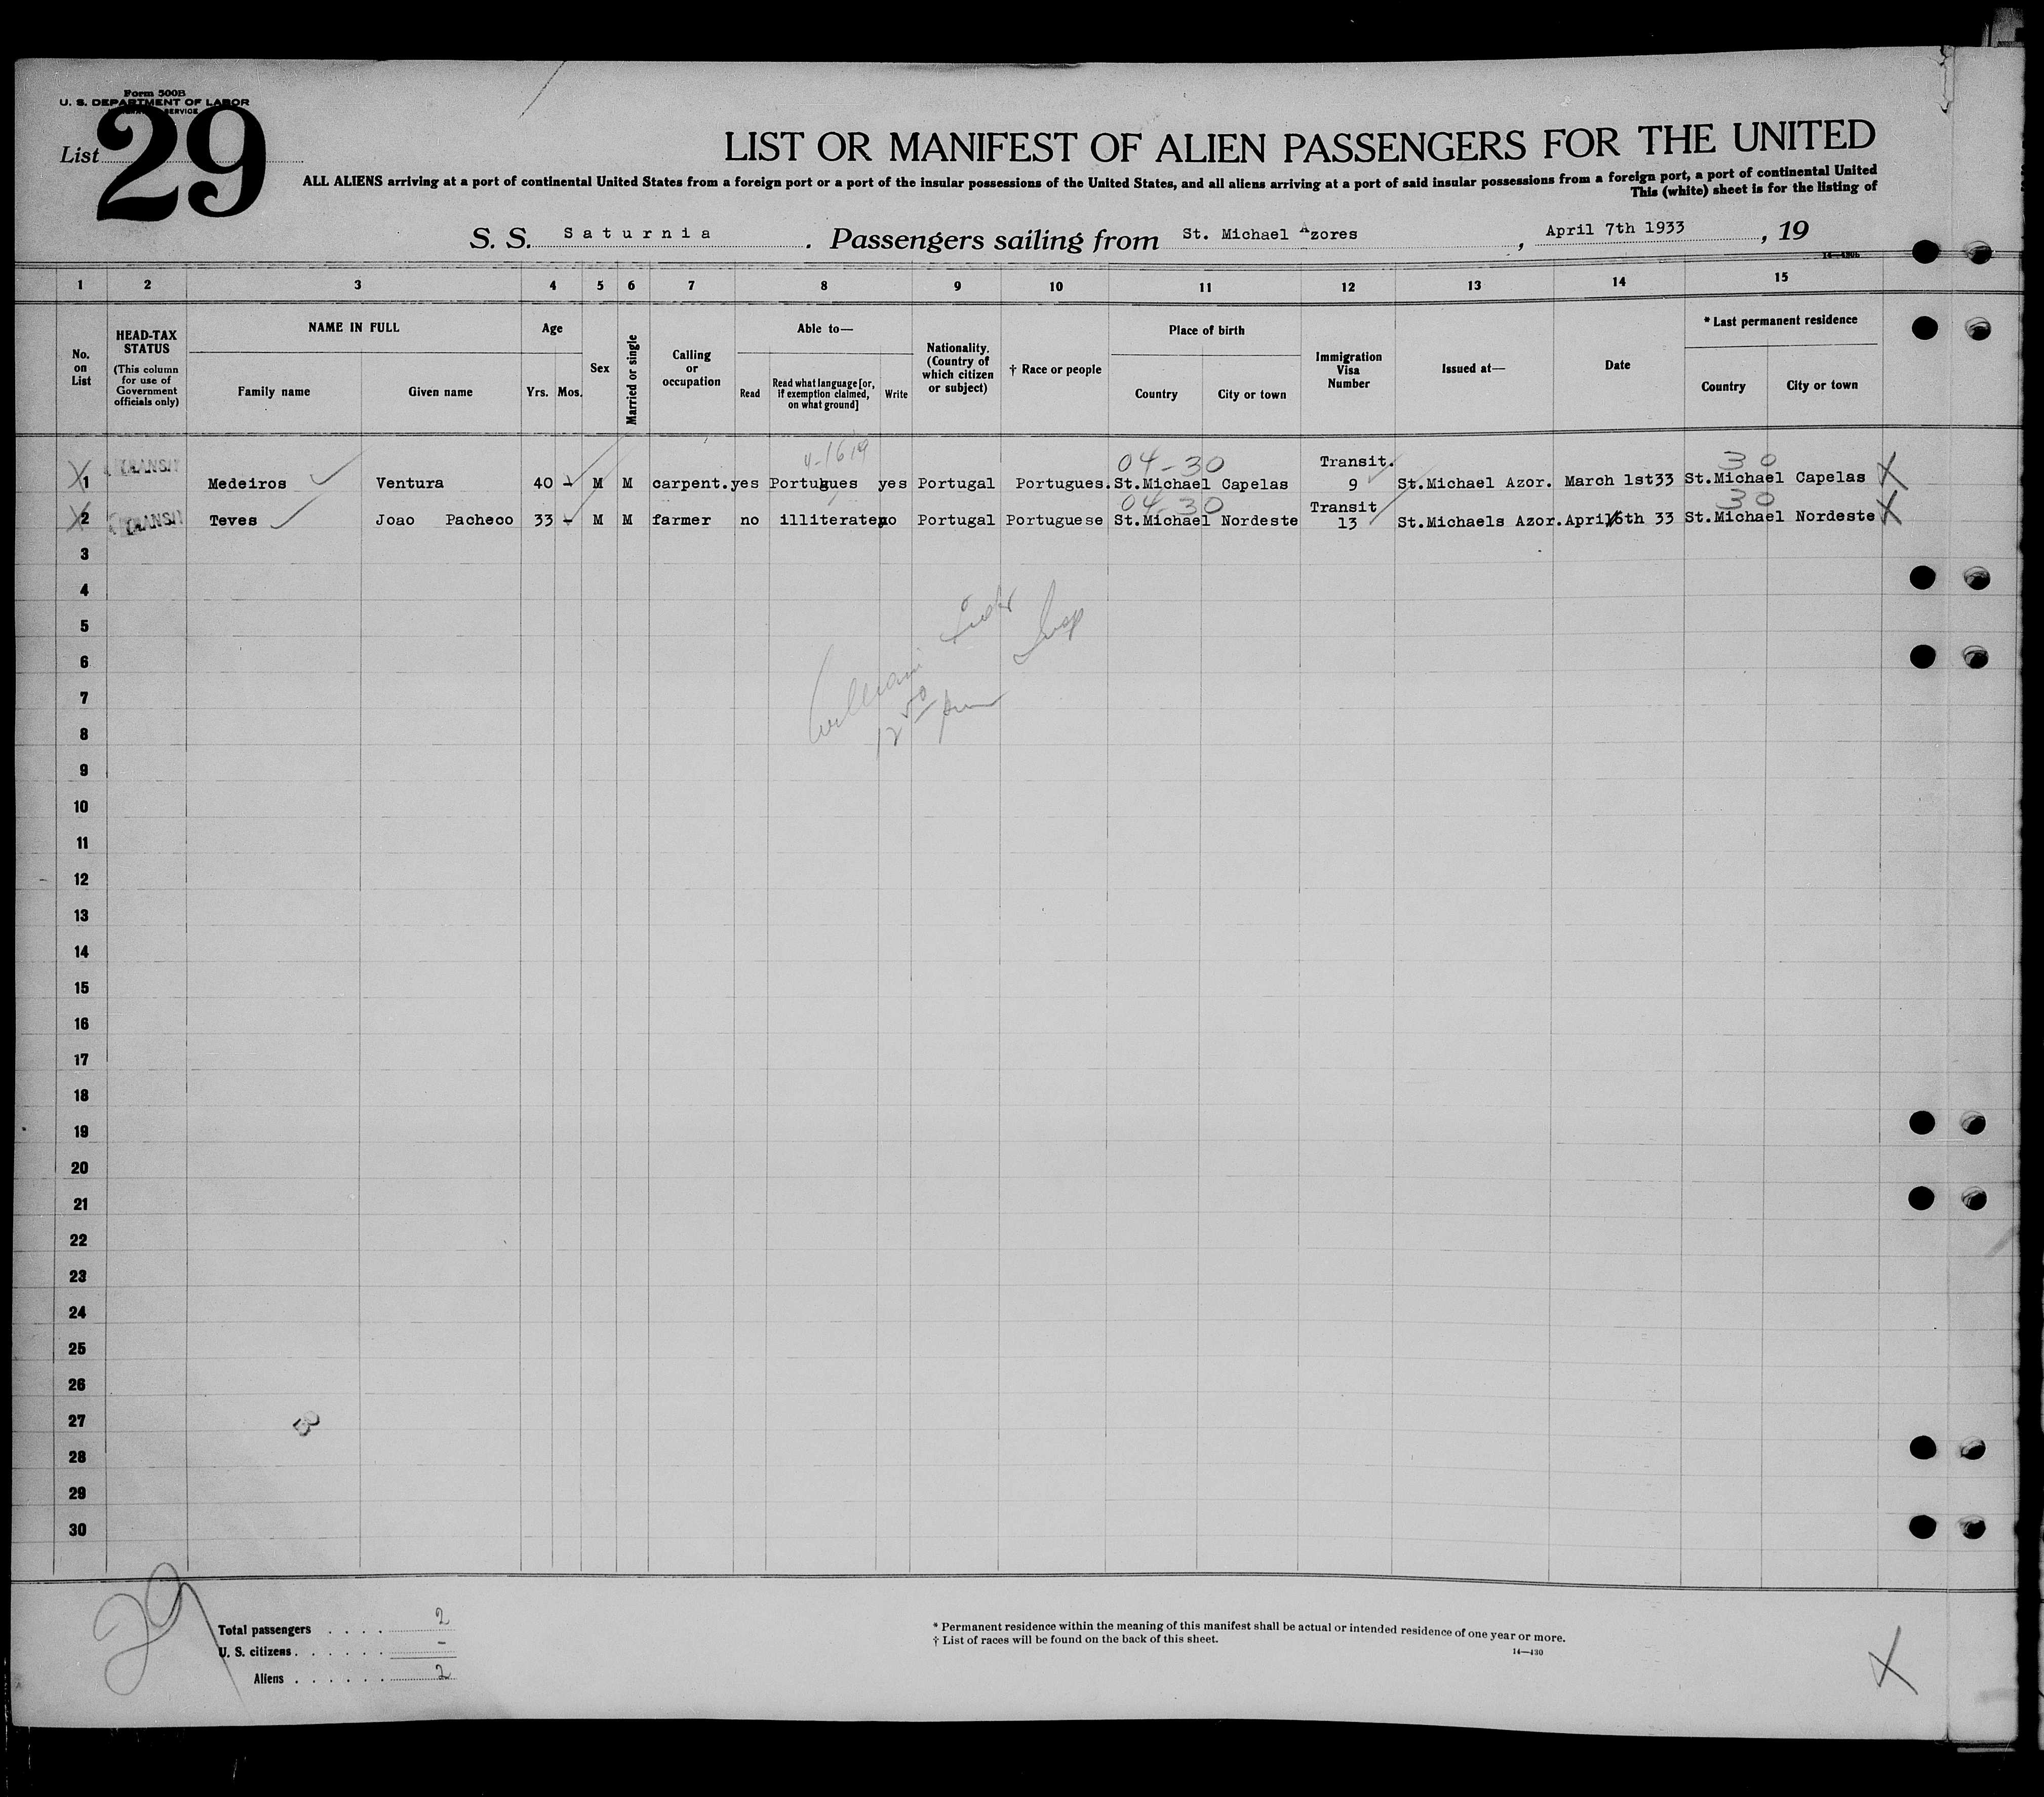 Form 500B
U. S. DEPARTMENT OF LABOR
SERVICE
List 29
LIST OR MANIFEST OF ALIEN PASSENGERS FOR THE UNITED
ALL ALIENS arriving at a port of continental United States from a foreign port or a port of the insular possessions of the United States, and all aliens arriving at a port of said insular possessions from a foreign port, a port of continental United
This (white) sheet is for the listing of
S. S. Saturnia. Passengers sailing from St. Michael Azores, April 7th 1933, 19
1 2 3 4 5 6 7 8 9 10 11 12 13 14 15
No. on List
HEAD-TAX STATUS
(This column for use of Government officials only)
NAME IN FULL
Family name Given name
Age
Yrs. Mos.
Sex
Married or single
Calling or occupation
Able to—
Read Read what language [or, if exemption claimed, on what ground] Write
Nationality. (Country of which citizen or subject)
† Race or people
Place of birth
Country City or town
Immigration Visa Number
Issued at—
Date
* Last permanent residence
Country City or town
4-1619
TRANSIT 04-30 Transit. 30
1 Medeiros Ventura 40 - M M carpent. yes Portugues yes Portugal Portugues. St.Michael Capelas 9 St.Michael Azor. March 1st33 St.Michael Capelas X
TRANSIT 04-30 Transit 30
2 Teves Joao Pacheco 33 - M M farmer no illiterate no Portugal Portuguese St.Michael Nordeste 13 St.Michaels Azor. April 6th 33 St.Michael Nordeste X
3
4
5
6
7
8
9
10
11
12
13
14
15
16
17
18
19
20
21
22
23
24
25
26
27
28
29
30
29
Total passengers . . . . 2
U. S. citizens . . . . . . -
Aliens . . . . . . 2
* Permanent residence within the meaning of this manifest shall be actual or intended residence of one year or more.
† List of races will be found on the back of this sheet.
14—430
X